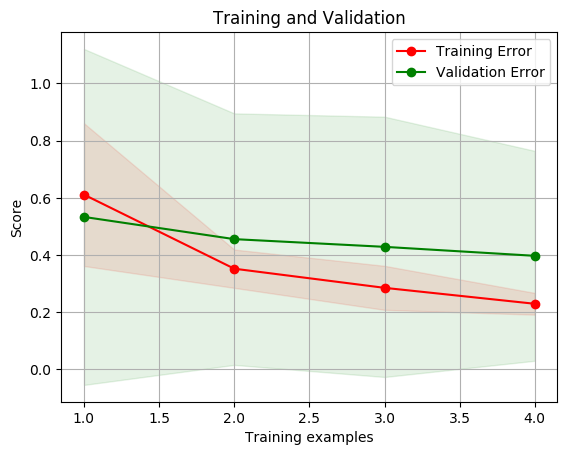 Training and Validation
Training Error
Validation Error
Score
1.0
0.8
0.6
0.4
0.2
0.0
1.0 1.5 2.0 2.5 3.0 3.5 4.0
Training examples